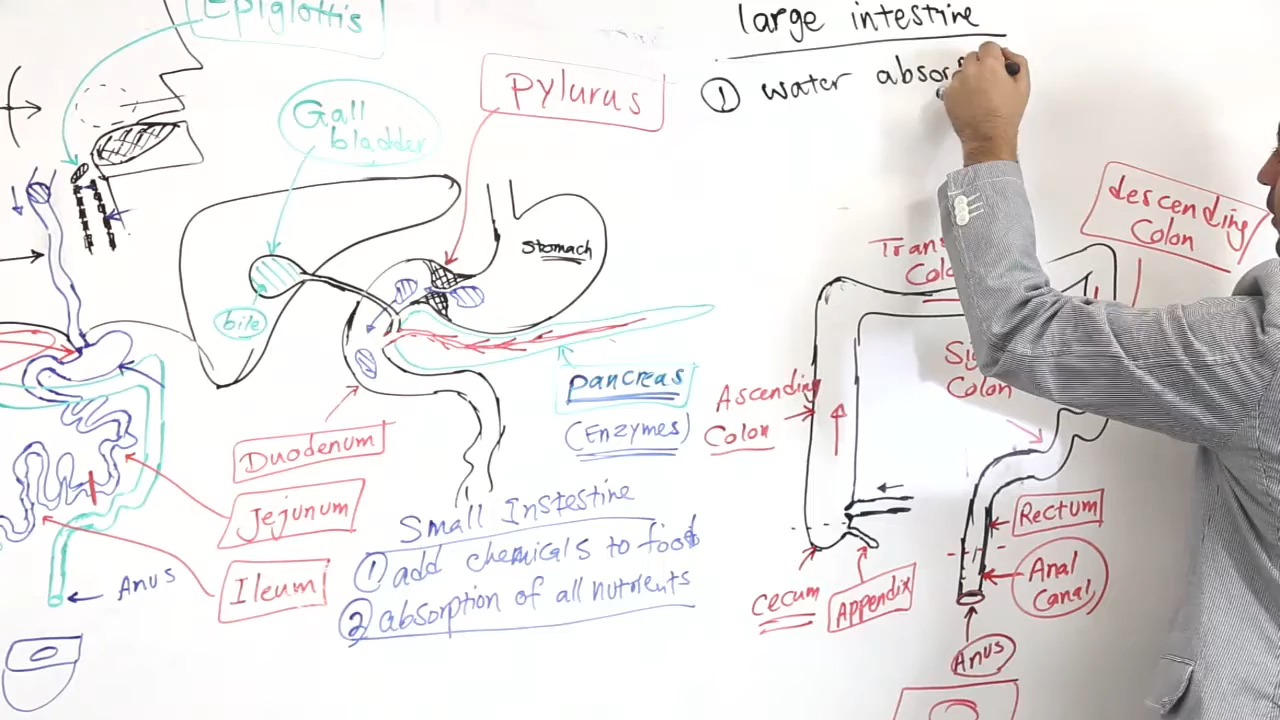 Epiglottis
Gall
bladder
Pylurus
bile
Stomach
pancreas
(Enzymes)
Duodenum
Jejunum
Ileum
Anus
Small Instestine
① add chemicals to food
② absorption of all nutrients
large intestine
① water absor
descending
Colon
Ascending
Colon
Colon
cecum
Appendix
Rectum
Anal
Canal
Anus